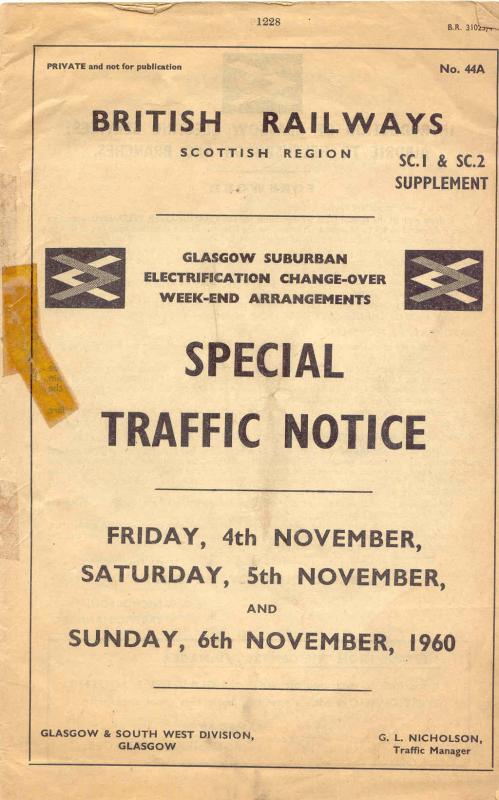 1228
B.R. 31025/4
PRIVATE and not for publication
No. 44A
BRITISH RAILWAYS
SCOTTISH REGION
SC.1 & SC.2
SUPPLEMENT
GLASGOW SUBURBAN
ELECTRIFICATION CHANGE-OVER
WEEK-END ARRANGEMENTS
SPECIAL
TRAFFIC NOTICE
FRIDAY, 4th NOVEMBER,
SATURDAY, 5th NOVEMBER,
AND
SUNDAY, 6th NOVEMBER, 1960
GLASGOW & SOUTH WEST DIVISION,
GLASGOW
G. L. NICHOLSON,
Traffic Manager